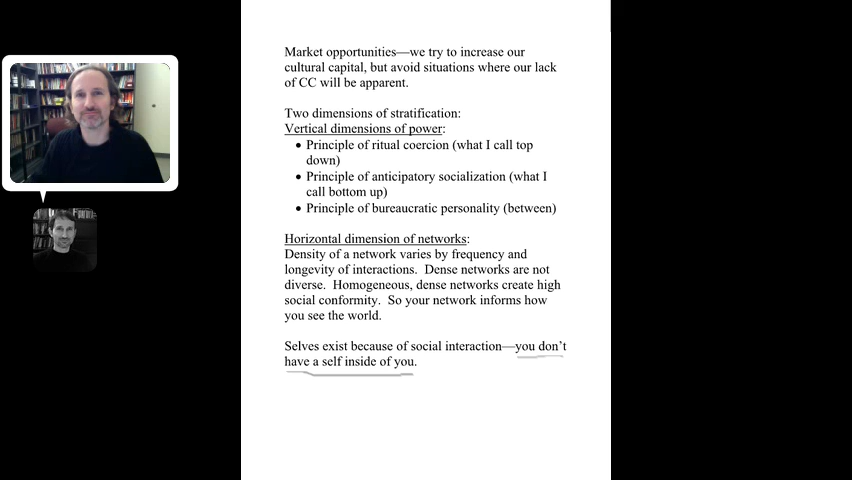 Market opportunities—we try to increase our
cultural capital, but avoid situations where our lack
of CC will be apparent.
Two dimensions of stratification:
Vertical dimensions of power:
• Principle of ritual coercion (what I call top
down)
• Principle of anticipatory socialization (what I
call bottom up)
• Principle of bureaucratic personality (between)
Horizontal dimension of networks:
Density of a network varies by frequency and
longevity of interactions.  Dense networks are not
diverse.  Homogeneous, dense networks create high
social conformity.  So your network informs how
you see the world.
Selves exist because of social interaction—you don't
have a self inside of you.